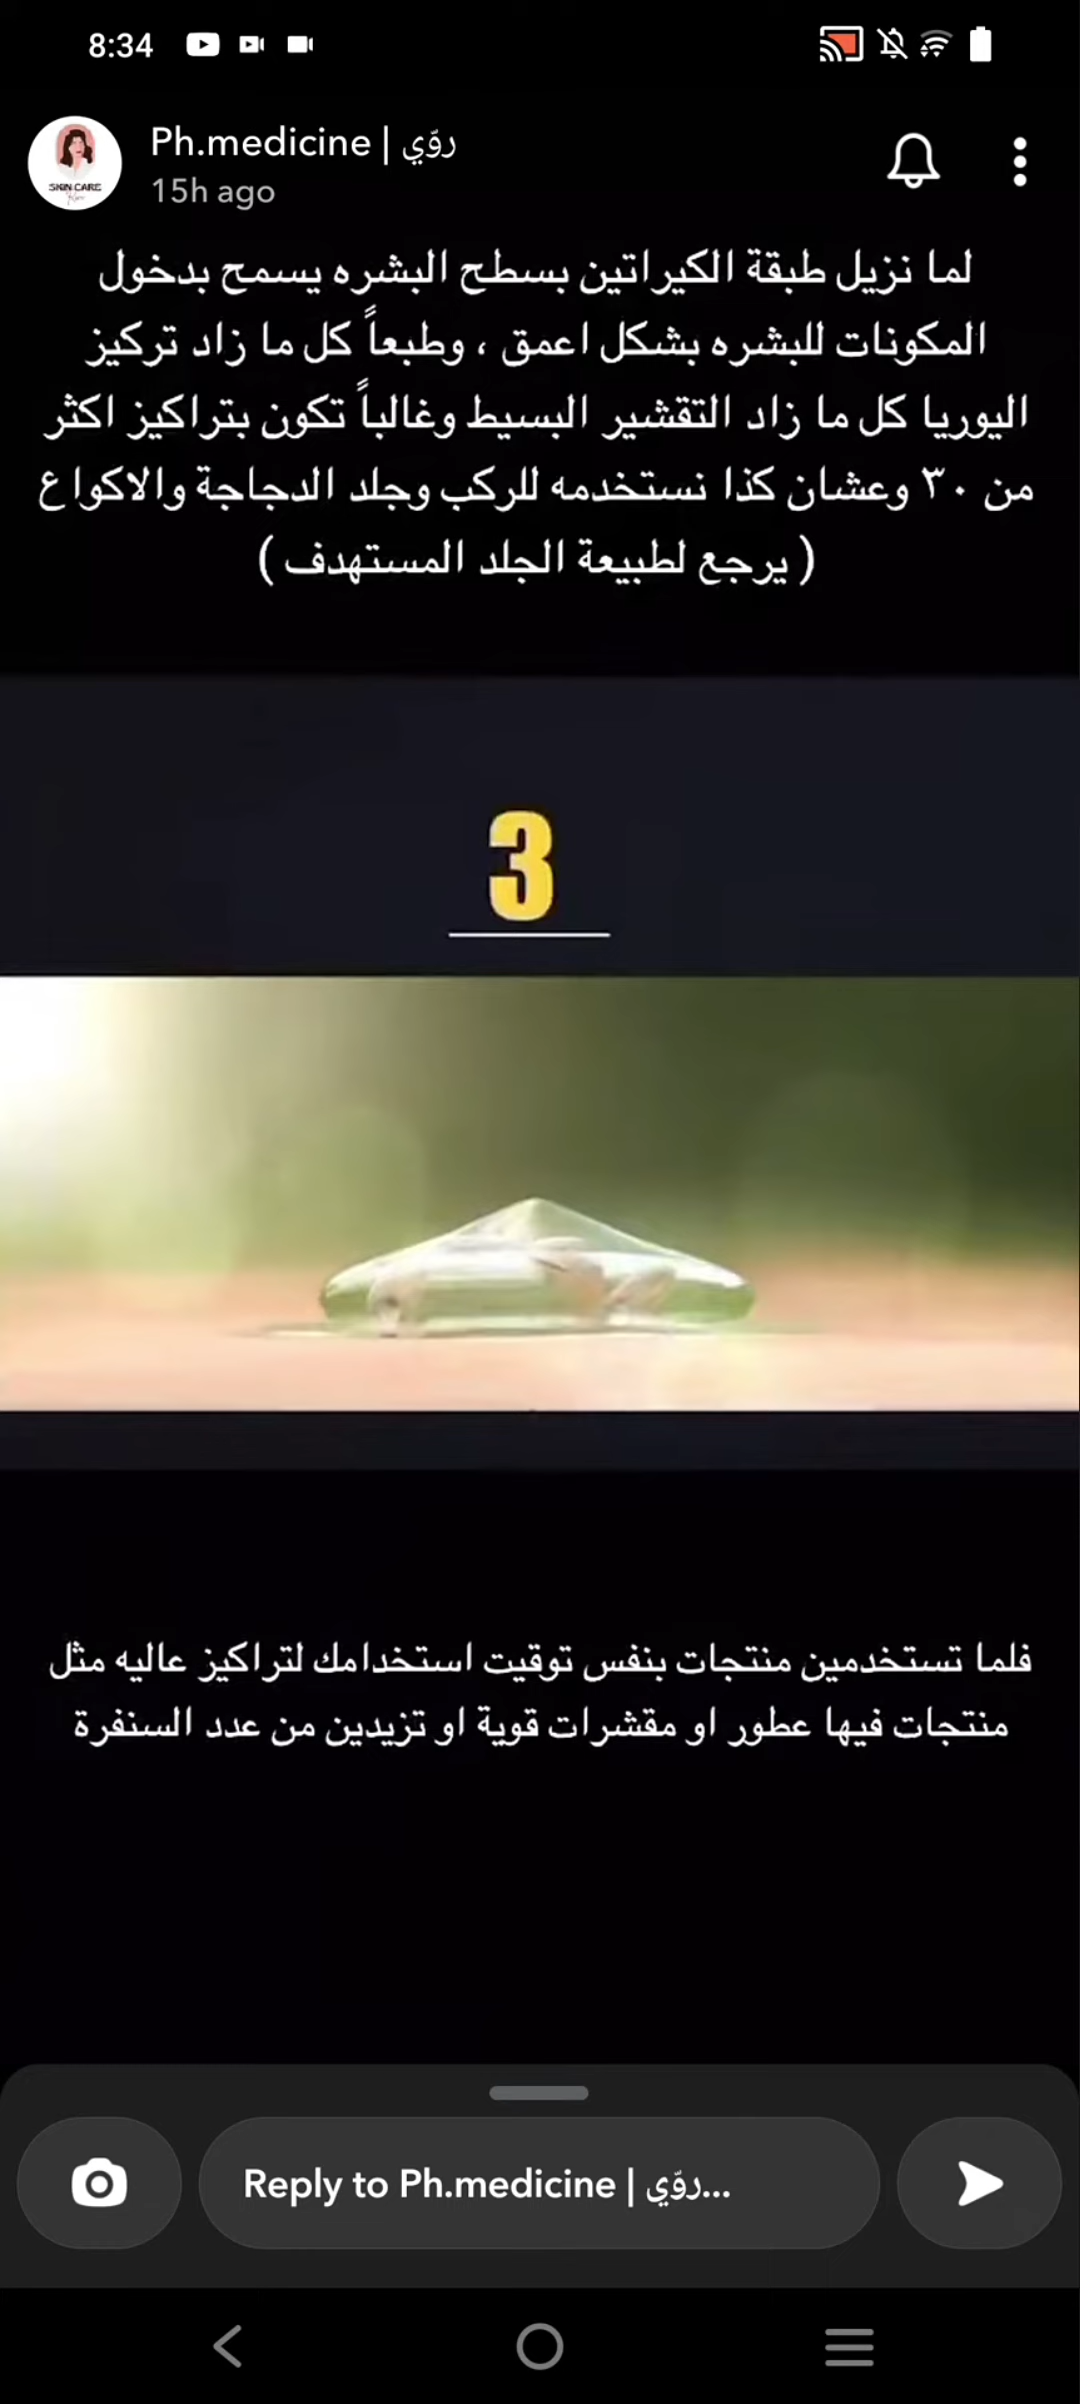 8:34
Ph.medicine | روّي
15h ago
SKIN CARE
لما نزيل طبقة الكيراتين بسطح البشره يسمح بدخول
المكونات للبشره بشكل اعمق ، وطبعاً كل ما زاد تركيز
اليوريا كل ما زاد التقشير البسيط وغالباً تكون بتراكيز اكثر
من ٣٠ وعشان كذا نستخدمه للركب وجلد الدجاجة والاكواع
( يرجع لطبيعة الجلد المستهدف )
3
فلما تستخدمين منتجات بنفس توقيت استخدامك لتراكيز عاليه مثل
منتجات فيها عطور او مقشرات قوية او تزيدين من عدد السنفرة
Reply to Ph.medicine | روّي...